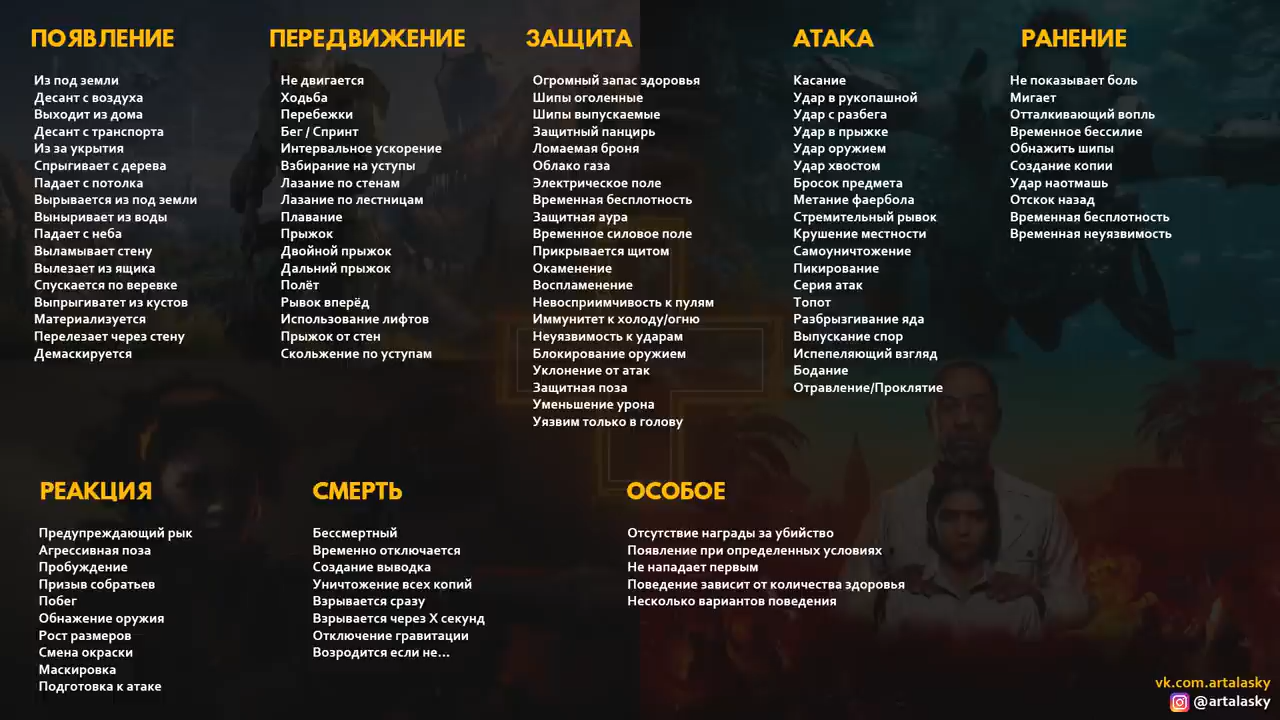 ПОЯВЛЕНИЕ
Из под земли
Десант с воздуха
Выходит из дома
Десант с транспорта
Из за укрытия
Спрыгивает с дерева
Падает с потолка
Вырывается из под земли
Выныривает из воды
Падает с неба
Выламывает стену
Вылезает из ящика
Спускается по веревке
Выпрыгиватет из кустов
Материализуется
Перелезает через стену
Демаскируется
ПЕРЕДВИЖЕНИЕ
Не двигается
Ходьба
Перебежки
Бег / Спринт
Интервальное ускорение
Взбирание на уступы
Лазание по стенам
Лазание по лестницам
Плавание
Прыжок
Двойной прыжок
Дальний прыжок
Полёт
Рывок вперёд
Использование лифтов
Прыжок от стен
Скольжение по уступам
ЗАЩИТА
Огромный запас здоровья
Шипы оголенные
Шипы выпускаемые
Защитный панцирь
Ломаемая броня
Облако газа
Электрическое поле
Временная бесплотность
Защитная аура
Временное силовое поле
Прикрывается щитом
Окаменение
Воспламенение
Невосприимчивость к пулям
Иммунитет к холоду/огню
Неуязвимость к ударам
Блокирование оружием
Уклонение от атак
Защитная поза
Уменьшение урона
Уязвим только в голову
АТАКА
Касание
Удар в рукопашной
Удар с разбега
Удар в прыжке
Удар оружием
Удар хвостом
Бросок предмета
Метание фаербола
Стремительный рывок
Крушение местности
Самоуничтожение
Пикирование
Серия атак
Топот
Разбрызгивание яда
Выпускание спор
Испепеляющий взгляд
Бодание
Отравление/Проклятие
РАНЕНИЕ
Не показывает боль
Мигает
Отталкивающий вопль
Временное бессилие
Обнажить шипы
Создание копии
Удар наотмашь
Отскок назад
Временная бесплотность
Временная неуязвимость
РЕАКЦИЯ
Предупреждающий рык
Агрессивная поза
Пробуждение
Призыв собратьев
Побег
Обнажение оружия
Рост размеров
Смена окраски
Маскировка
Подготовка к атаке
СМЕРТЬ
Бессмертный
Временно отключается
Создание выводка
Уничтожение всех копий
Взрывается сразу
Взрывается через X секунд
Отключение гравитации
Возродится если не...
ОСОБОЕ
Отсутствие награды за убийство
Появление при определенных условиях
Не нападает первым
Поведение зависит от количества здоровья
Несколько вариантов поведения
vk.com.artalasky
@artalasky